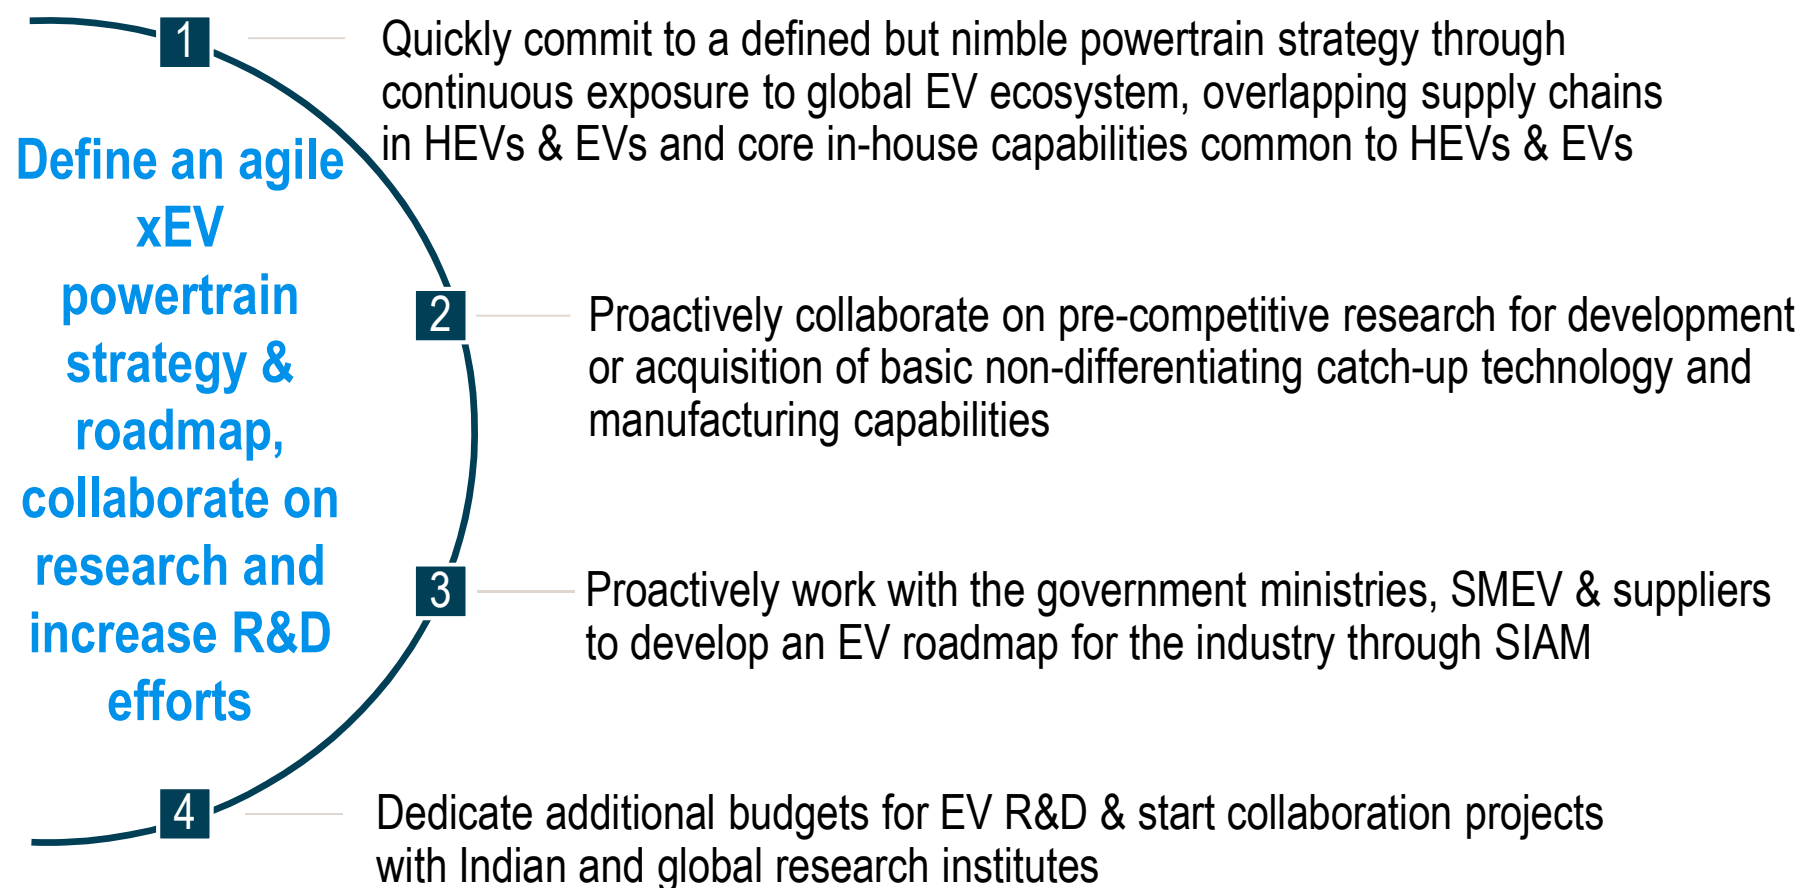 Define an agile
xEV
powertrain
strategy &
roadmap,
collaborate on
research and
increase R&D
efforts
1
Quickly commit to a defined but nimble powertrain strategy through
continuous exposure to global EV ecosystem, overlapping supply chains
in HEVs & EVs and core in-house capabilities common to HEVs & EVs
2
Proactively collaborate on pre-competitive research for development
or acquisition of basic non-differentiating catch-up technology and
manufacturing capabilities
3
Proactively work with the government ministries, SMEV & suppliers
to develop an EV roadmap for the industry through SIAM
4
Dedicate additional budgets for EV R&D & start collaboration projects
with Indian and global research institutes